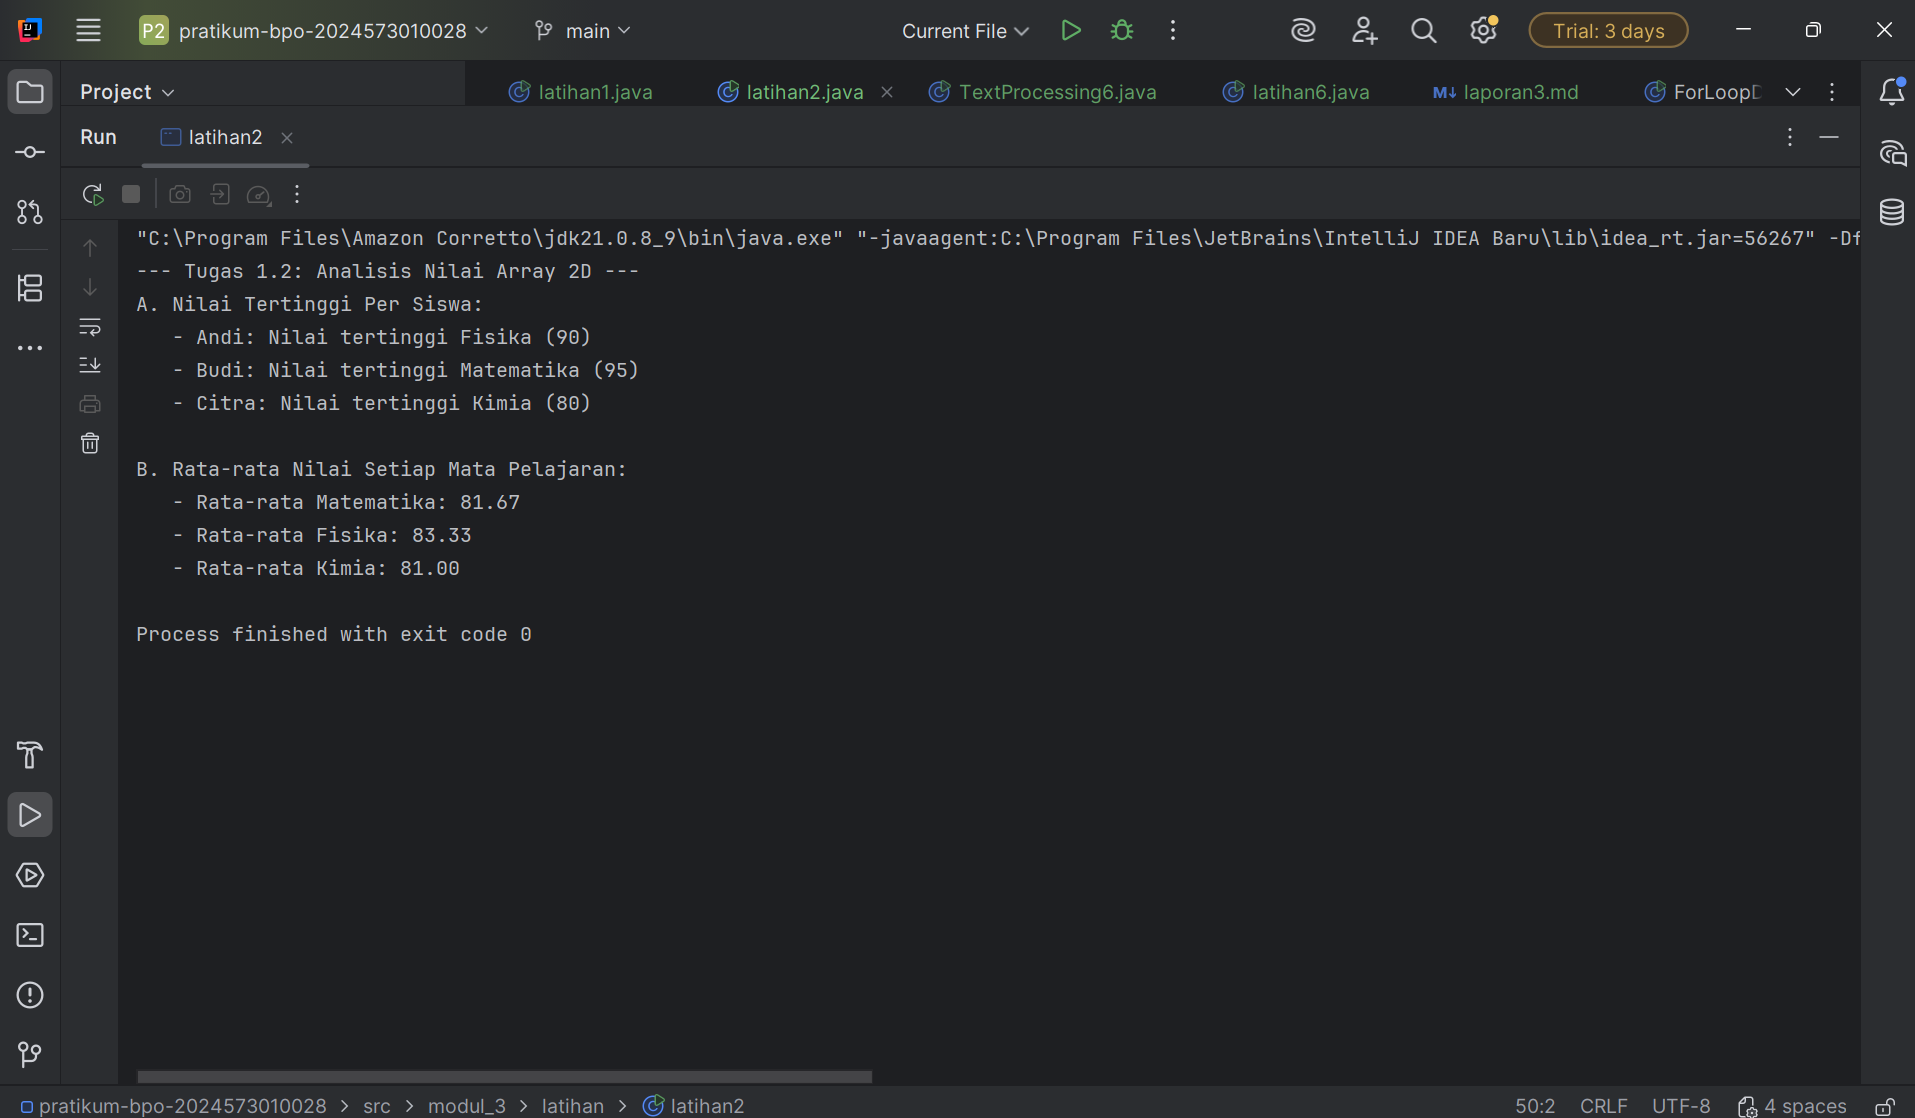 P2 pratikum-bpo-2024573010028 main Current File Trial: 3 days
Project latihan1.java latihan2.java TextProcessing6.java latihan6.java M↓ laporan3.md ForLoopD
Run latihan2
"C:\Program Files\Amazon Corretto\jdk21.0.8_9\bin\java.exe" "-javaagent:C:\Program Files\JetBrains\IntelliJ IDEA Baru\lib\idea_rt.jar=56267" -Df
--- Tugas 1.2: Analisis Nilai Array 2D ---
A. Nilai Tertinggi Per Siswa:
- Andi: Nilai tertinggi Fisika (90)
- Budi: Nilai tertinggi Matematika (95)
- Citra: Nilai tertinggi Kimia (80)
B. Rata-rata Nilai Setiap Mata Pelajaran:
- Rata-rata Matematika: 81.67
- Rata-rata Fisika: 83.33
- Rata-rata Kimia: 81.00
Process finished with exit code 0
pratikum-bpo-2024573010028 > src > modul_3 > latihan > latihan2 50:2 CRLF UTF-8 4 spaces